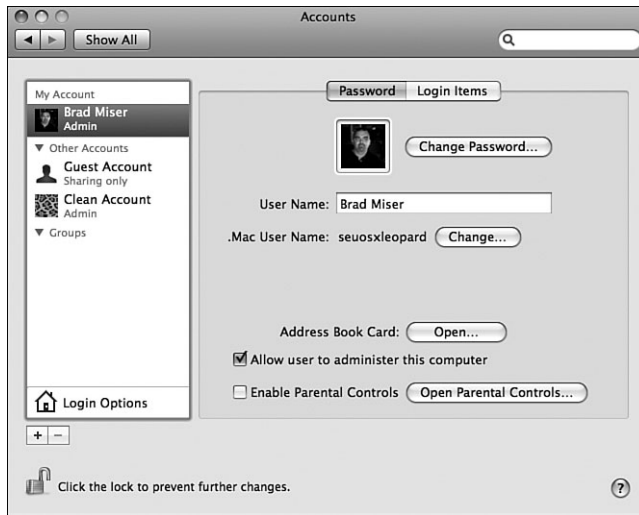 Accounts
Show All
My Account
Brad Miser
Admin
Other Accounts
Guest Account
Sharing only
Clean Account
Admin
Groups
Login Options
+ −
Password Login Items
Change Password...
User Name: Brad Miser
.Mac User Name: seuosxleopard Change...
Address Book Card: Open...
Allow user to administer this computer
Enable Parental Controls Open Parental Controls...
Click the lock to prevent further changes.
?